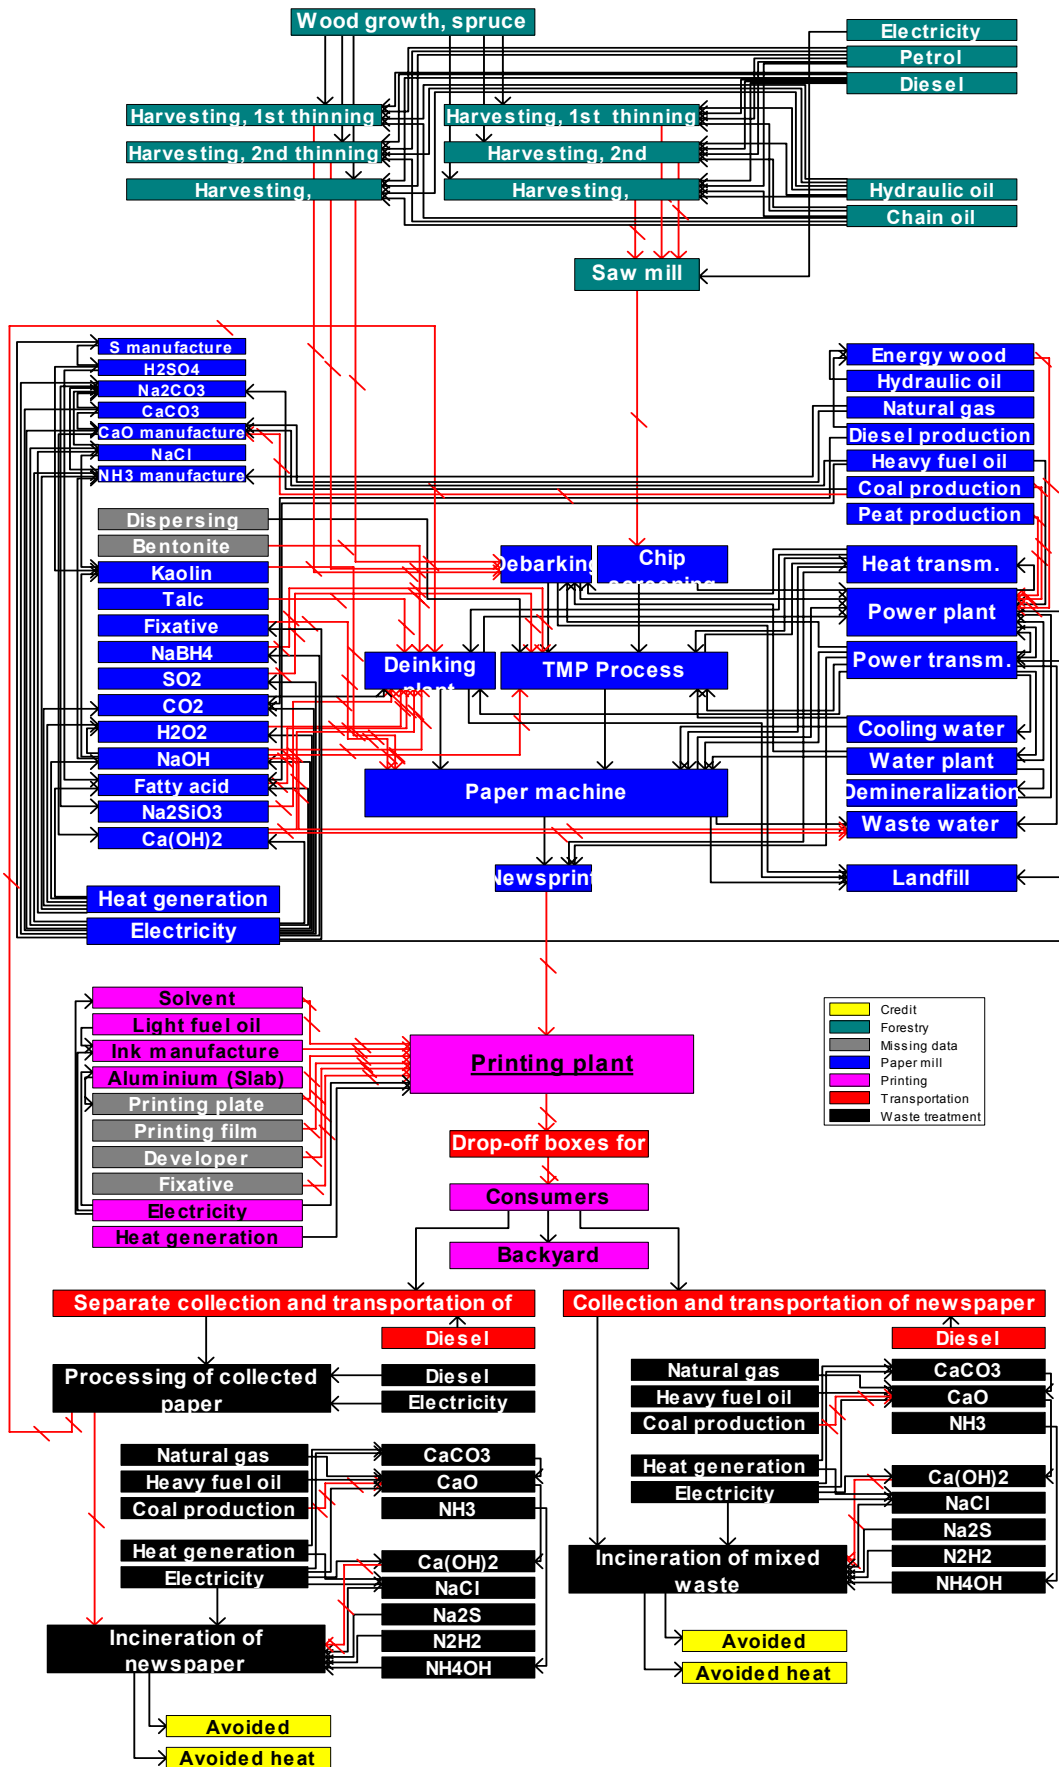 Wood growth, spruce
Electricity
Petrol
Diesel
Harvesting, 1st thinning
Harvesting, 1st thinning
Harvesting, 2nd thinning
Harvesting, 2nd
Harvesting,
Harvesting,
Hydraulic oil
Chain oil
Saw mill
S manufacture
H2SO4
Na2CO3
CaCO3
CaO manufacture
NaCl
NH3 manufacture
Energy wood
Hydraulic oil
Natural gas
Diesel production
Heavy fuel oil
Coal production
Peat production
Dispersing
Bentonite
Kaolin
Talc
Fixative
NaBH4
SO2
CO2
H2O2
NaOH
Fatty acid
Na2SiO3
Ca(OH)2
Debarking
Chip
screening
Heat transm.
Power plant
Deinking
plant
TMP Process
Power transm.
Cooling water
Water plant
Paper machine
Demineralization
Waste water
Newsprint
Landfill
Heat generation
Electricity
Solvent
Light fuel oil
Ink manufacture
Aluminium (Slab)
Printing plate
Printing film
Developer
Fixative
Electricity
Heat generation
Printing plant
Credit
Forestry
Missing data
Paper mill
Printing
Transportation
Waste treatment
Drop-off boxes for
Consumers
Backyard
Separate collection and transportation of
Collection and transportation of newspaper
Diesel
Diesel
Processing of collected
paper
Diesel
Electricity
Natural gas
Heavy fuel oil
Coal production
CaCO3
CaO
NH3
Heat generation
Electricity
Ca(OH)2
NaCl
Na2S
N2H2
NH4OH
Incineration of mixed
waste
Avoided
Avoided heat
Natural gas
Heavy fuel oil
Coal production
CaCO3
CaO
NH3
Heat generation
Electricity
Ca(OH)2
NaCl
Na2S
N2H2
NH4OH
Incineration of
newspaper
Avoided
Avoided heat